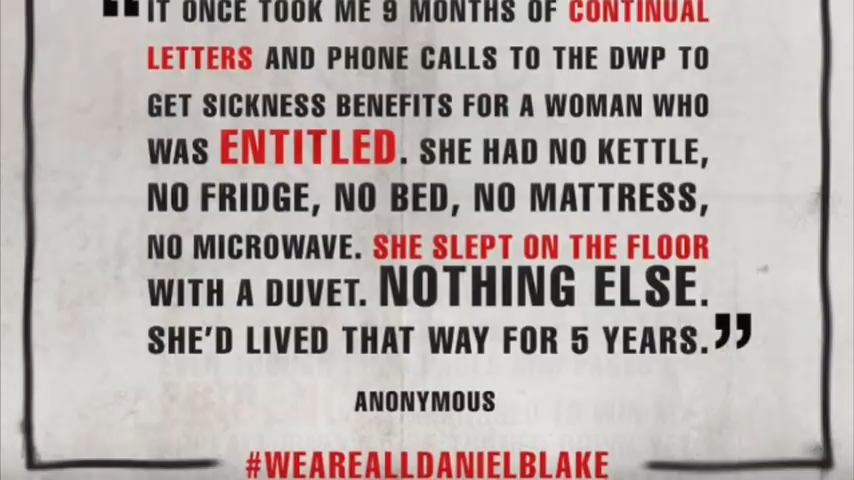 “IT ONCE TOOK ME 9 MONTHS OF CONTINUAL
LETTERS AND PHONE CALLS TO THE DWP TO
GET SICKNESS BENEFITS FOR A WOMAN WHO
WAS ENTITLED. SHE HAD NO KETTLE,
NO FRIDGE, NO BED, NO MATTRESS,
NO MICROWAVE. SHE SLEPT ON THE FLOOR
WITH A DUVET. NOTHING ELSE.
SHE'D LIVED THAT WAY FOR 5 YEARS.”
ANONYMOUS
#WEAREALLDANIELBLAKE